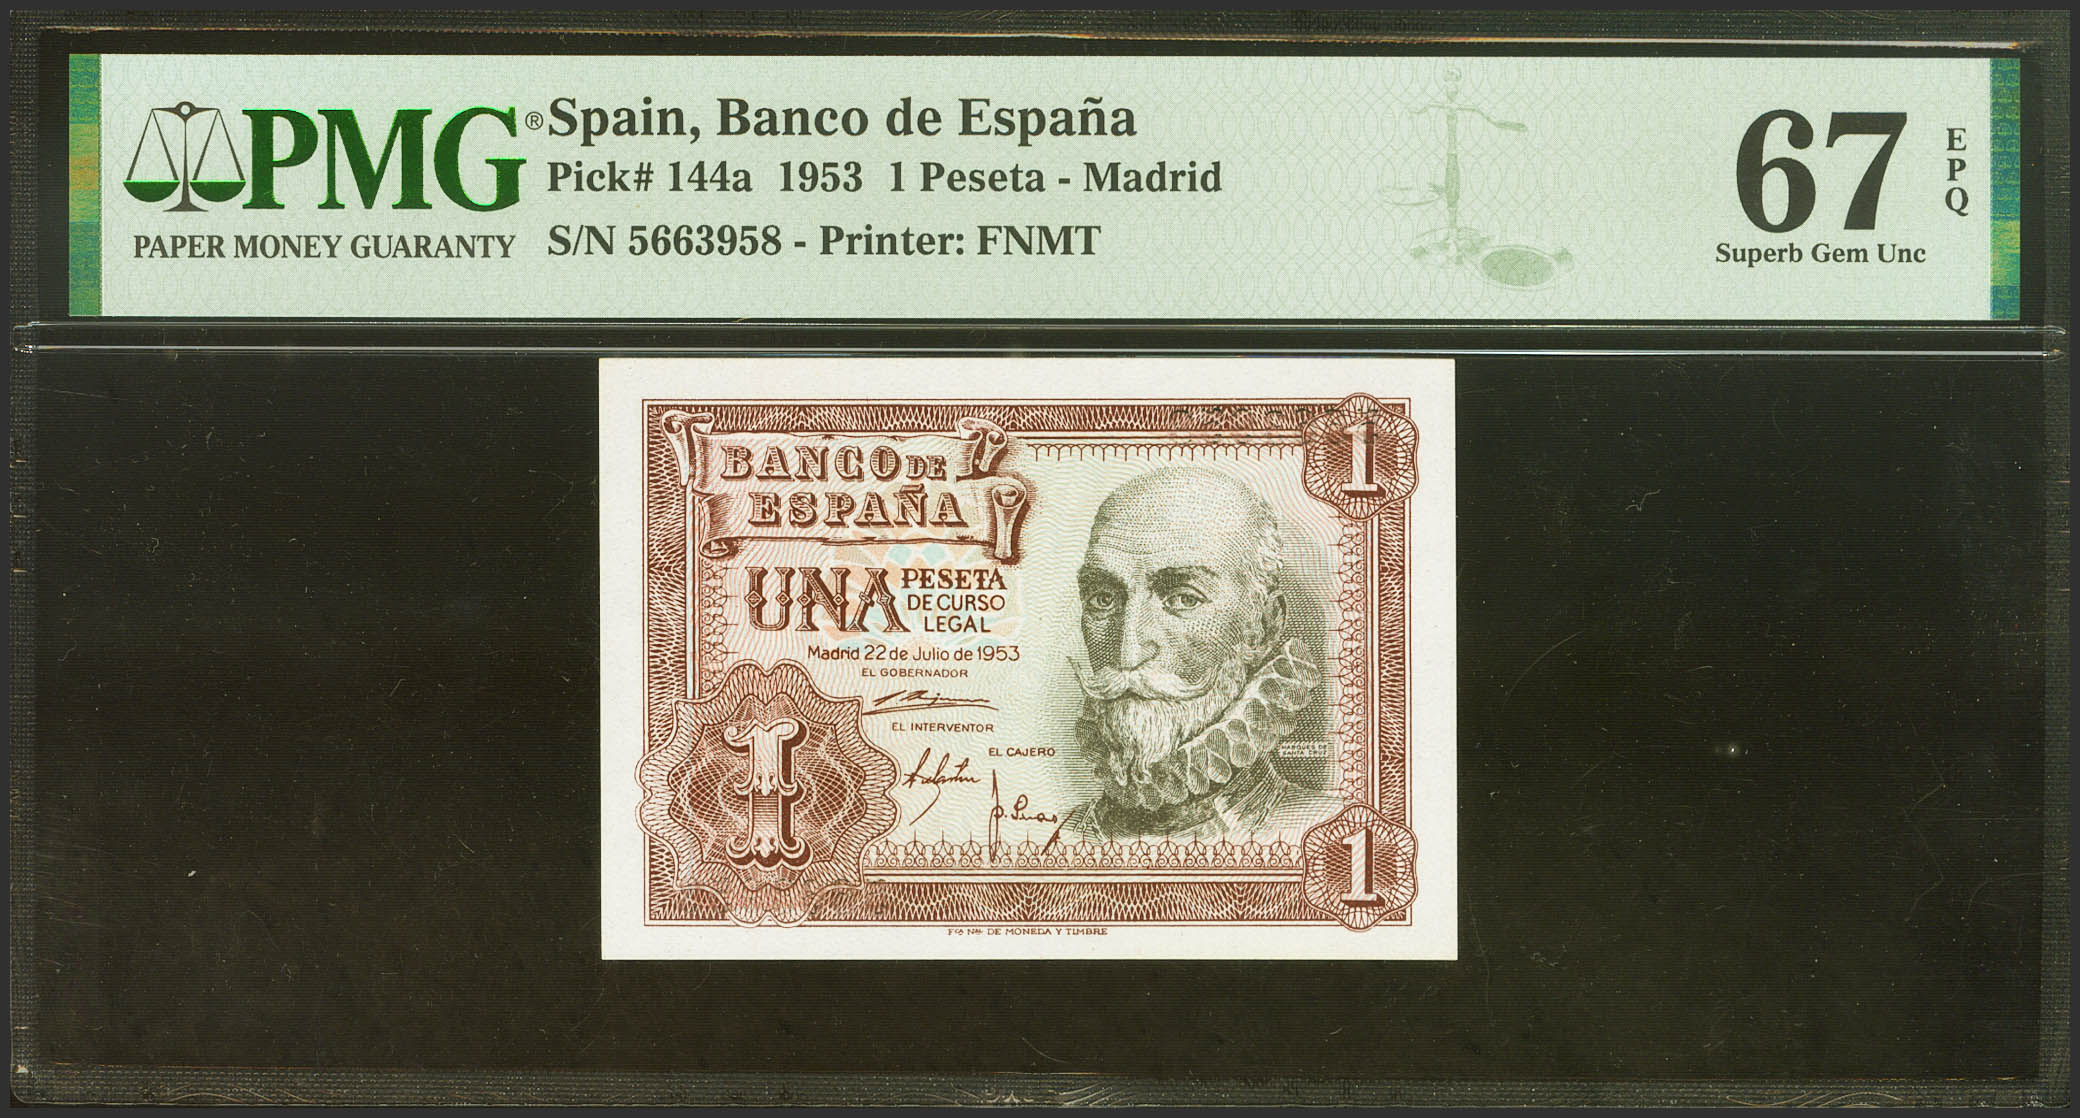 PMG®
PAPER MONEY GUARANTY
Spain, Banco de España
Pick# 144a 1953 1 Peseta - Madrid
S/N 5663958 - Printer: FNMT
67
EPQ
Superb Gem Unc
BANCO DE
ESPAÑA
1
UNA PESETA
DE CURSO
LEGAL
Madrid 22 de Julio de 1953
EL GOBERNADOR
EL INTERVENTOR
EL CAJERO
MARQUES DE
SANTA CRUZ
1
1
Fca. Nal. DE MONEDA Y TIMBRE